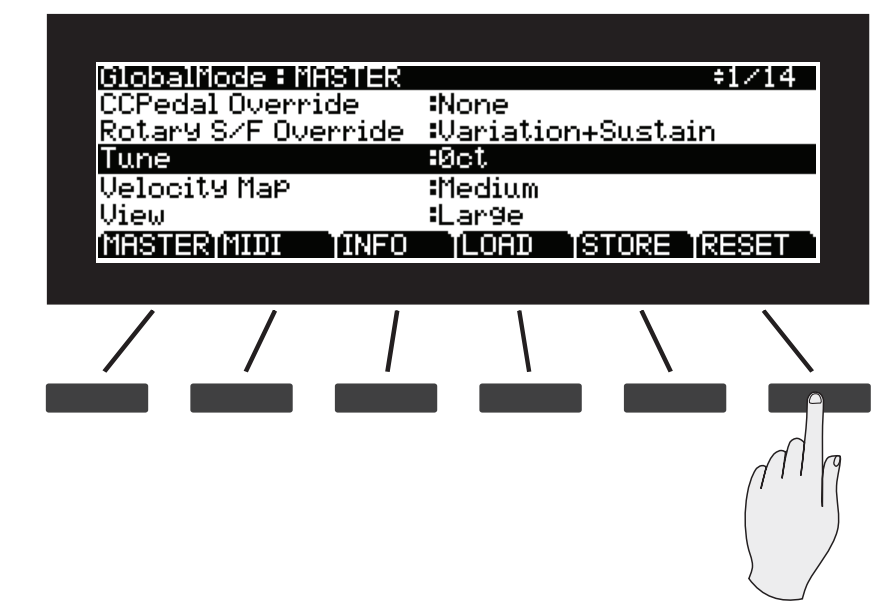 GlobalMode : MASTER ÷1/14
CCPedal Override :None
Rotary S/F Override :Variation+Sustain
Tune :0ct
Velocity Map :Medium
View :Large
MASTER MIDI INFO LOAD STORE RESET